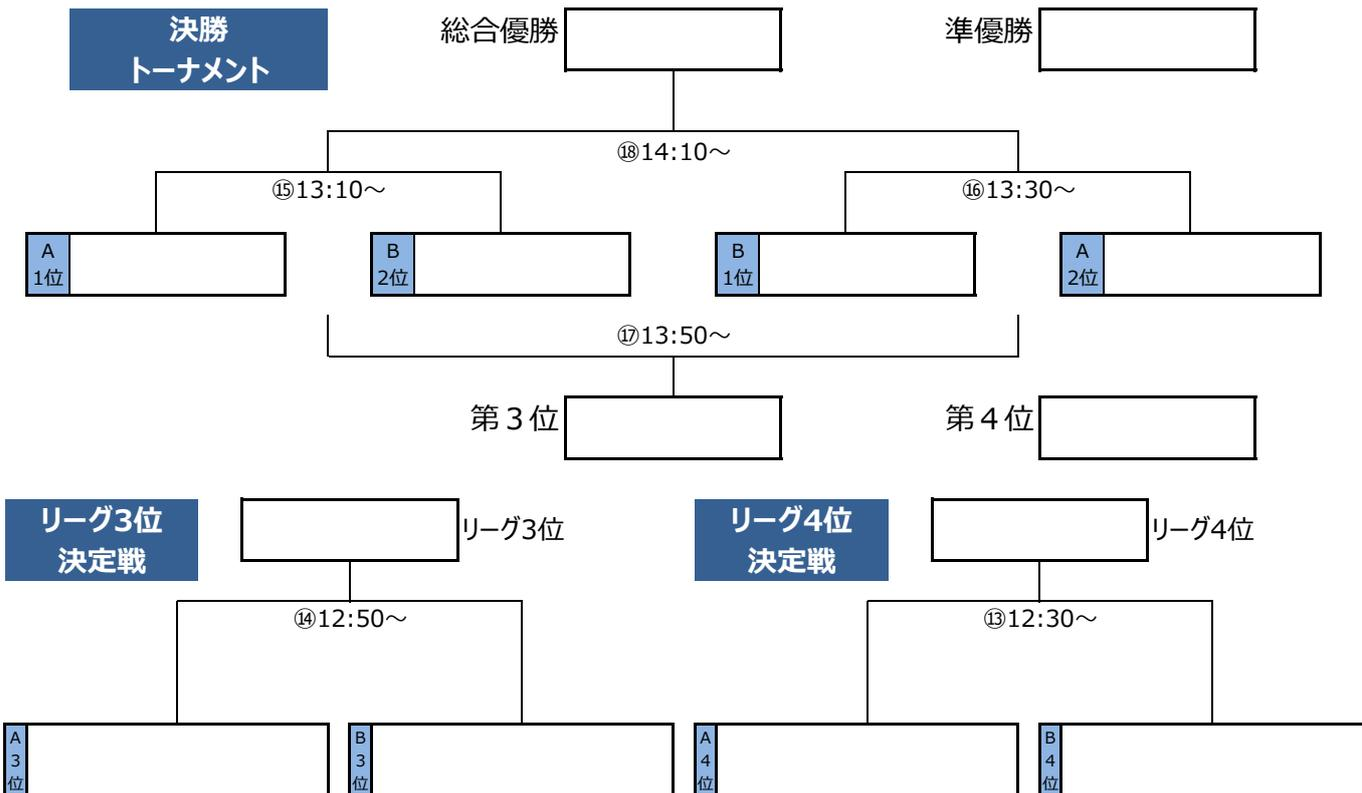 決勝
トーナメント
総合優勝
準優勝
⑱14:10～
⑮13:10～
⑯13:30～
A
1位
B
2位
B
1位
A
2位
⑰13:50～
第３位
第４位
リーグ3位
決定戦
リーグ3位
リーグ4位
決定戦
リーグ4位
⑭12:50～
⑬12:30～
A
3
位
B
3
位
A
4
位
B
4
位